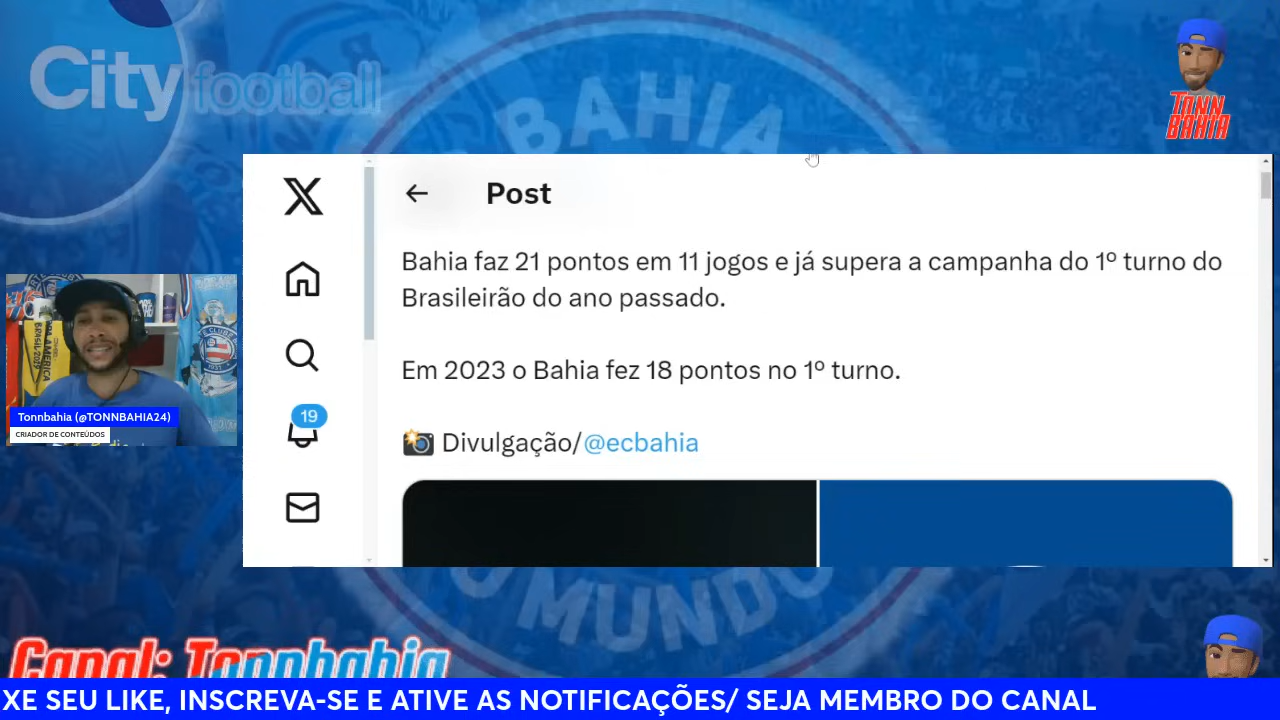 City football
BAHIA
TONN
BAHIA
Post
Bahia faz 21 pontos em 11 jogos e já supera a campanha do 1º turno do
Brasileirão do ano passado.
Em 2023 o Bahia fez 18 pontos no 1º turno.
Divulgação/@ecbahia
19
BRASIL 2029
Tonnbahia (@TONNBAHIA24)
CRIADOR DE CONTEÚDOS
O MUNDO
Canal: Tonnbahia
XE SEU LIKE, INSCREVA-SE E ATIVE AS NOTIFICAÇÕES/ SEJA MEMBRO DO CANAL